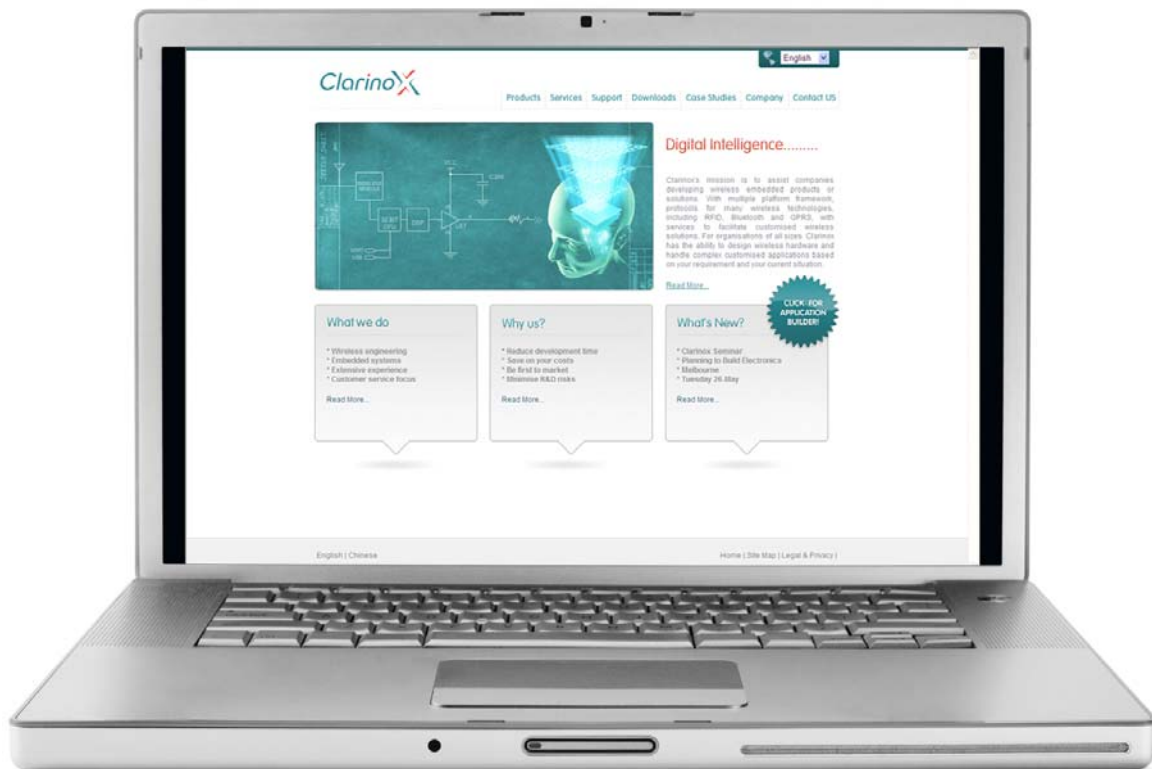 English
ClarinoX
Products Services Support Downloads Case Studies Company Contact US
Digital Intelligence.........
Clarinox's mission is to assist companies
developing wireless embedded products or
solutions. With multiple platform framework,
protocols for many wireless technologies,
including RFID, Bluetooth and GPRS, with
services to facilitate customised wireless
solutions. For organisations of all sizes. Clarinox
has the ability to design wireless hardware and
handle complex customised applications based
on your requirement and your current situation.
Read More...
CLICK FOR
APPLICATION
BUILDER!
What we do
* Wireless engineering
* Embedded systems
* Extensive experience
* Customer service focus
Read More...
Why us?
* Reduce development time
* Save on your costs
* Be first to market
* Minimise R&D risks
Read More...
What's New?
* Clarinox Seminar
* Planning to Build Electronics
* Melbourne
* Tuesday 26 May
Read More...
English | Chinese
Home | Site Map | Legal & Privacy |